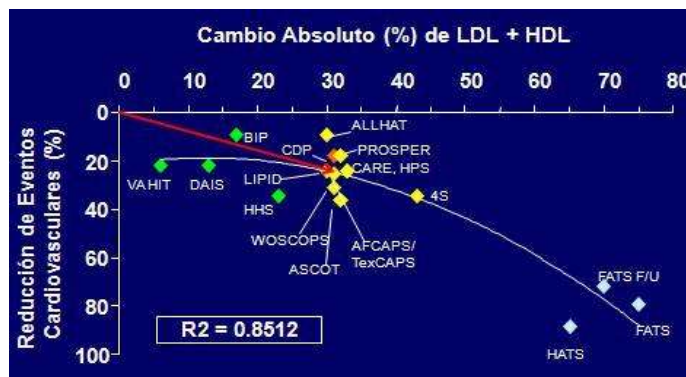 Cambio Absoluto (%) de LDL + HDL
0 10 20 30 40 50 60 70 80
Reducción de Eventos
Cardiovasculares (%)
0
20
40
60
80
100
ALLHAT
BIP
CDP
PROSPER
CARE, HPS
VAHIT
DAIS
LIPID
HHS
4S
WOSCOPS
AFCAPS/
TexCAPS
ASCOT
FATS F/U
FATS
HATS
R2 = 0.8512